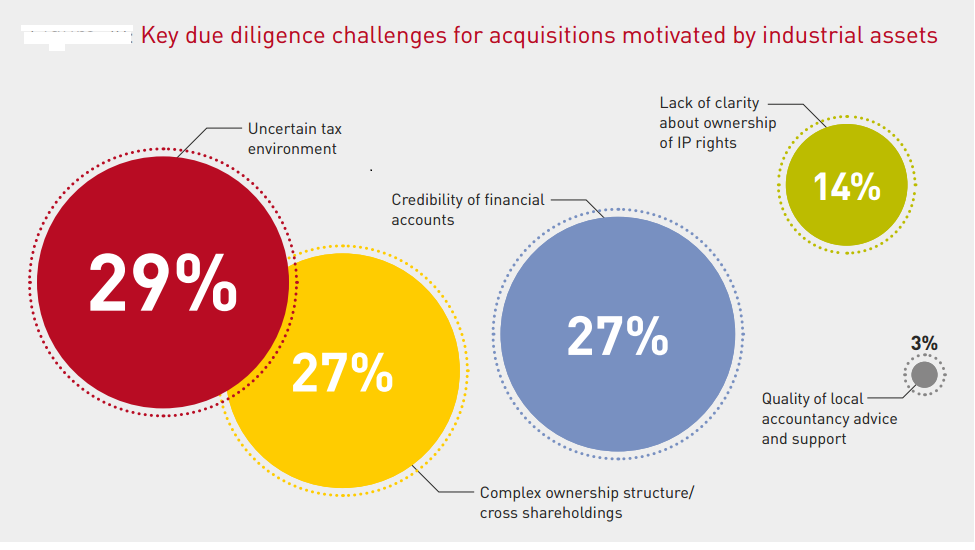 Key due diligence challenges for acquisitions motivated by industrial assets
Uncertain tax
environment
29%
27%
Complex ownership structure/
cross shareholdings
Credibility of financial
accounts
27%
Lack of clarity
about ownership
of IP rights
14%
3%
Quality of local
accountancy advice
and support